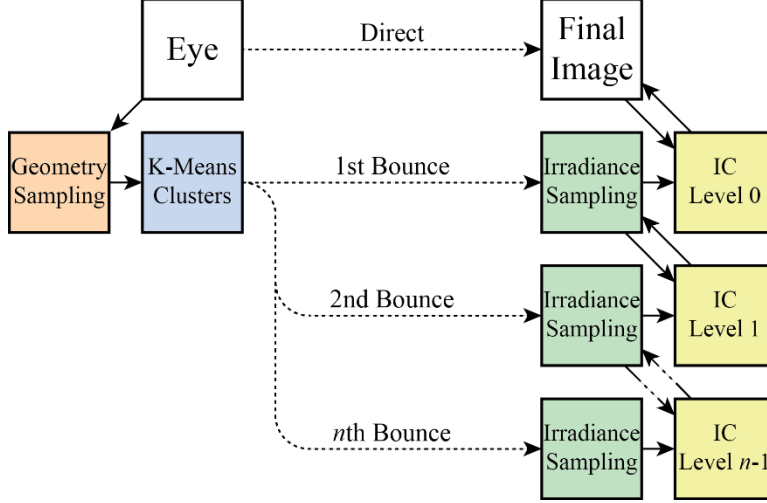 Eye
Direct
Final
Image
Geometry
Sampling
K-Means
Clusters
1st Bounce
Irradiance
Sampling
IC
Level 0
2nd Bounce
Irradiance
Sampling
IC
Level 1
nth Bounce
Irradiance
Sampling
IC
Level n-1